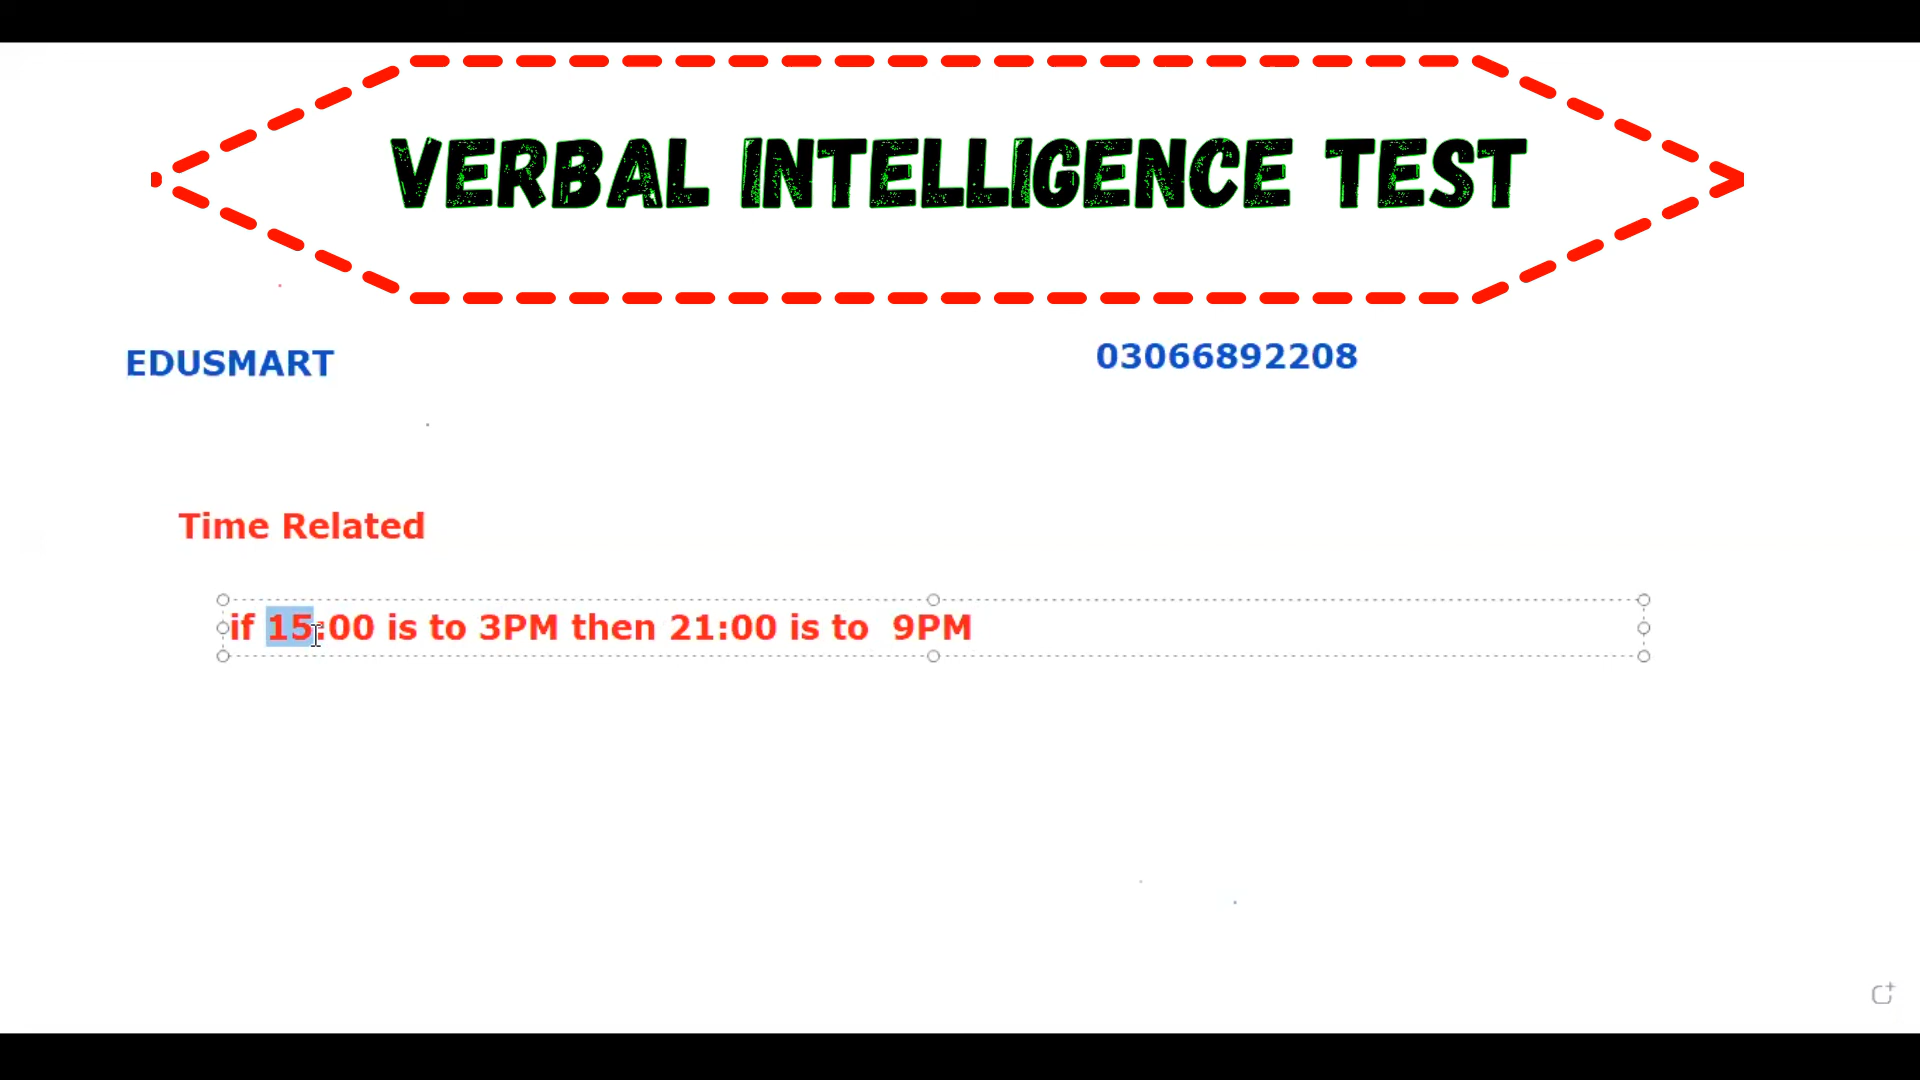 VERBAL INTELLIGENCE TEST
EDUSMART
03066892208
Time Related
if 15:00 is to 3PM then 21:00 is to  9PM